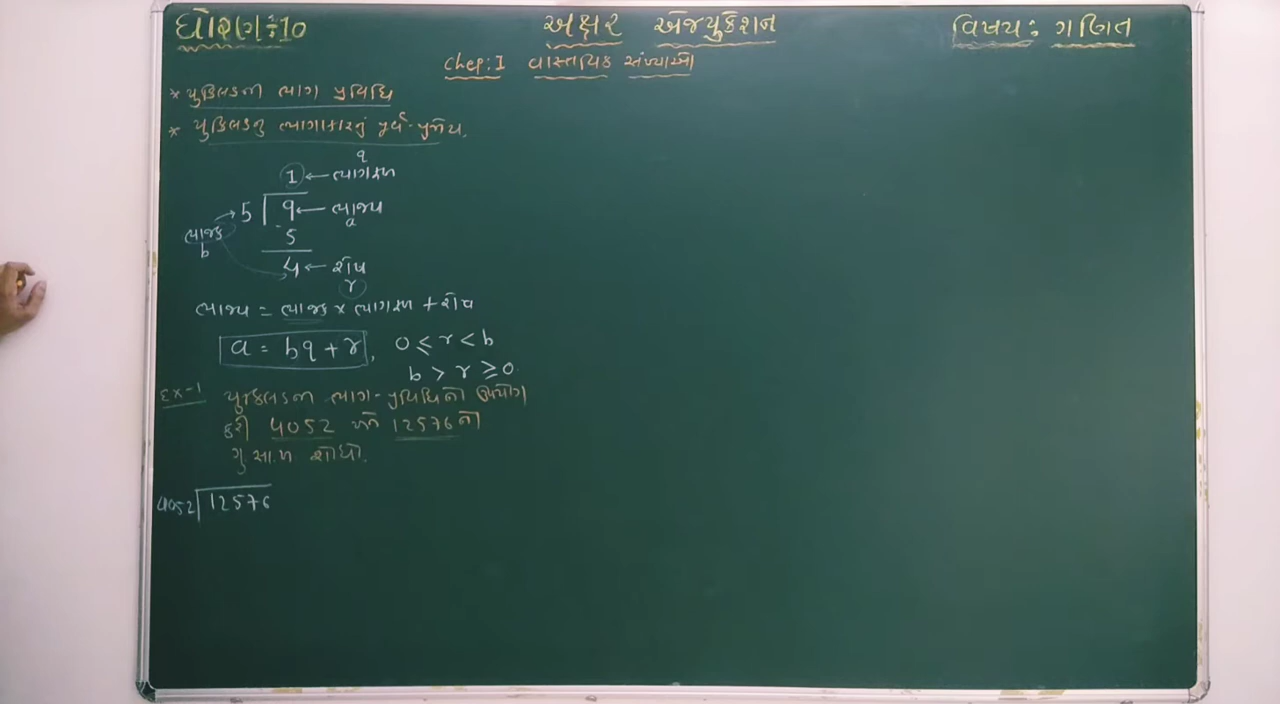 ધોરણ:-10
અક્ષર એજ્યુકેશન
વિષય: ગણિત
Chep:1 વાસ્તવિક સંખ્યાઓ
* યુક્લિડની ભાગ પ્રવિધિ
* યુક્લિડનું ભાગાકારનું પૂર્વ-પ્રમેય.
q
1 ← ભાગફળ
5 9 ← ભાજ્ય
a
ભાજક
b
- 5
4 ← શેષ
r
ભાજ્ય = ભાજક × ભાગફળ + શેષ
a = bq + r, 0 ≤ r < b
b > r ≥ 0
Ex-1 યુક્લિડની ભાગ-પ્રવિધિનો ઉપયોગ
કરી 4052 અને 12576નો
ગુ.સા.અ શોધો.
4052 12576